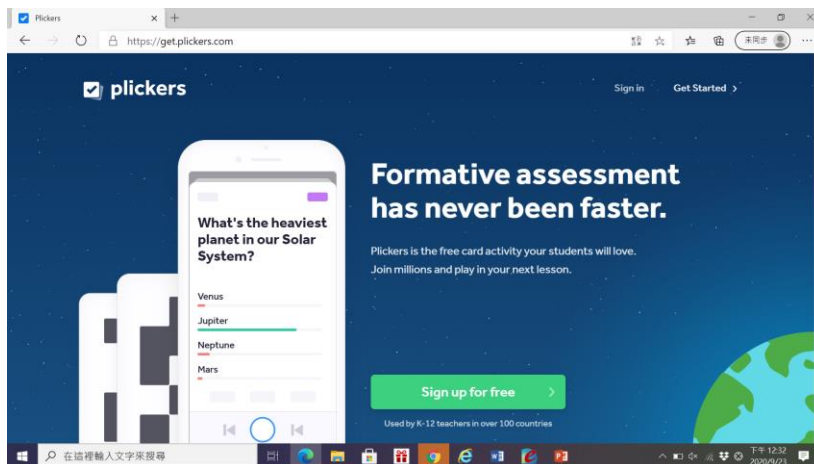 Plickers
https://get.plickers.com
未同步
plickers
Sign in
Get Started >
What's the heaviest
planet in our Solar
System?
Venus
Jupiter
Neptune
Mars
Formative assessment
has never been faster.
Plickers is the free card activity your students will love.
Join millions and play in your next lesson.
Sign up for free >
Used by K-12 teachers in over 100 countries
在這裡輸入文字來搜尋
下午 12:32
2020/9/23